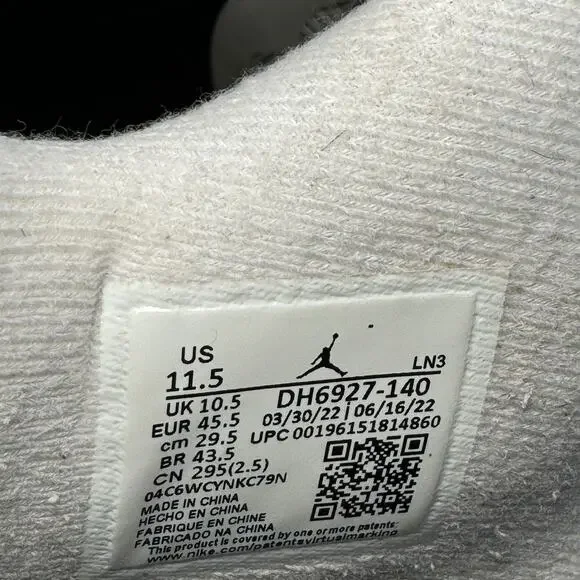 US
11.5
LN3
UK 10.5
DH6927-140
EUR 45.5
03/30/22 | 06/16/22
cm 29.5
UPC 00196151814860
BR 43.5
CN 295(2.5)
04C6WCYNKC79N
MADE IN CHINA
HECHO EN CHINA
FABRIQUE EN CHINE
FABRICADO NA CHINA
This product is covered by one or more patents:
www.nike.com/patentsvirtualmarking